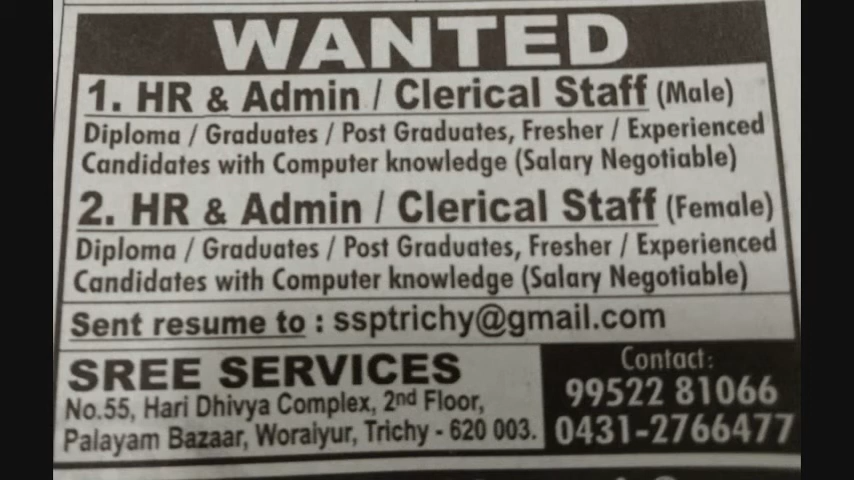 WANTED
1. HR & Admin / Clerical Staff (Male)
Diploma / Graduates / Post Graduates, Fresher / Experienced
Candidates with Computer knowledge (Salary Negotiable)
2. HR & Admin / Clerical Staff (Female)
Diploma / Graduates / Post Graduates, Fresher / Experienced
Candidates with Computer knowledge (Salary Negotiable)
Sent resume to : ssptrichy@gmail.com
SREE SERVICES
No.55, Hari Dhivya Complex, 2nd Floor,
Palayam Bazaar, Woraiyur, Trichy - 620 003.
Contact:
99522 81066
0431-2766477